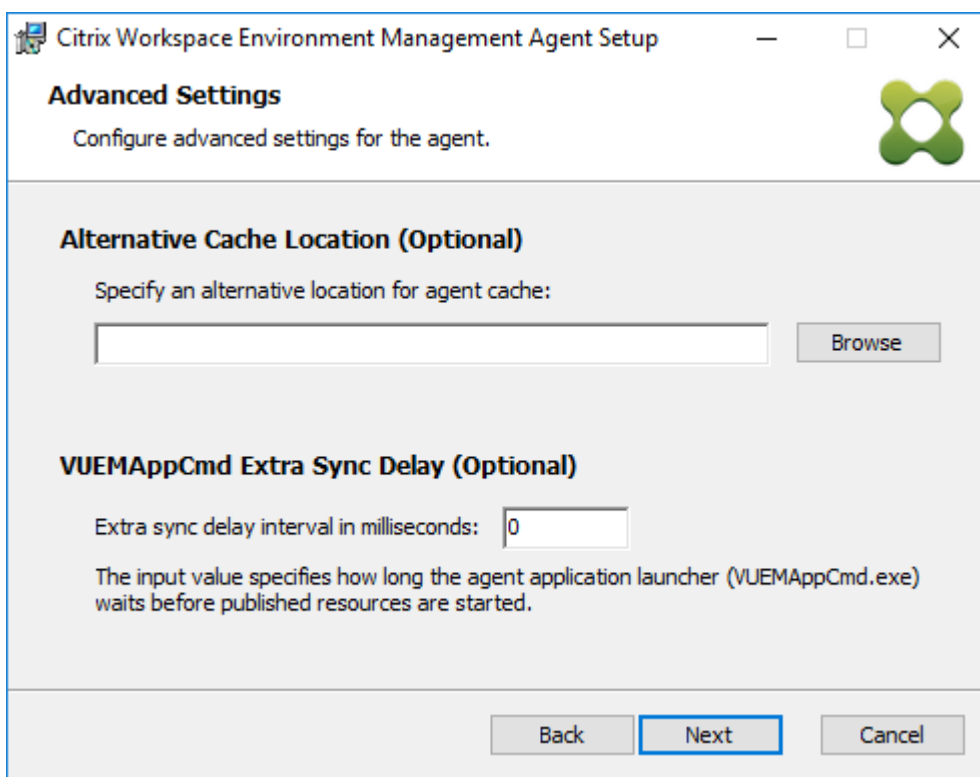 Citrix Workspace Environment Management Agent Setup
Advanced Settings
Configure advanced settings for the agent.
Alternative Cache Location (Optional)
Specify an alternative location for agent cache:
Browse
VUEMAppCmd Extra Sync Delay (Optional)
Extra sync delay interval in milliseconds: 0
The input value specifies how long the agent application launcher (VUEMAppCmd.exe)
waits before published resources are started.
Back Next Cancel